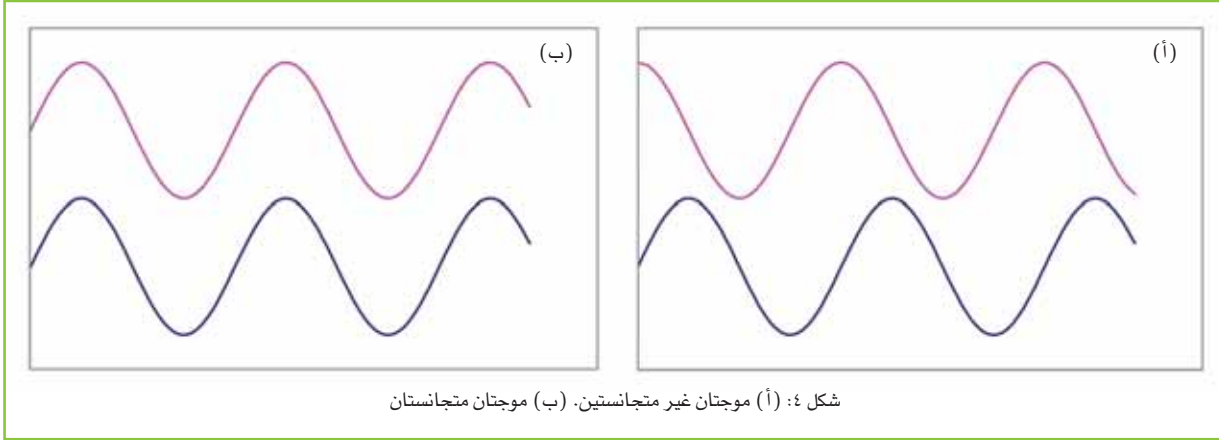 (أ)
(ب)
شكل ٤: (أ) موجتان غير متجانستين. (ب) موجتان متجانستان